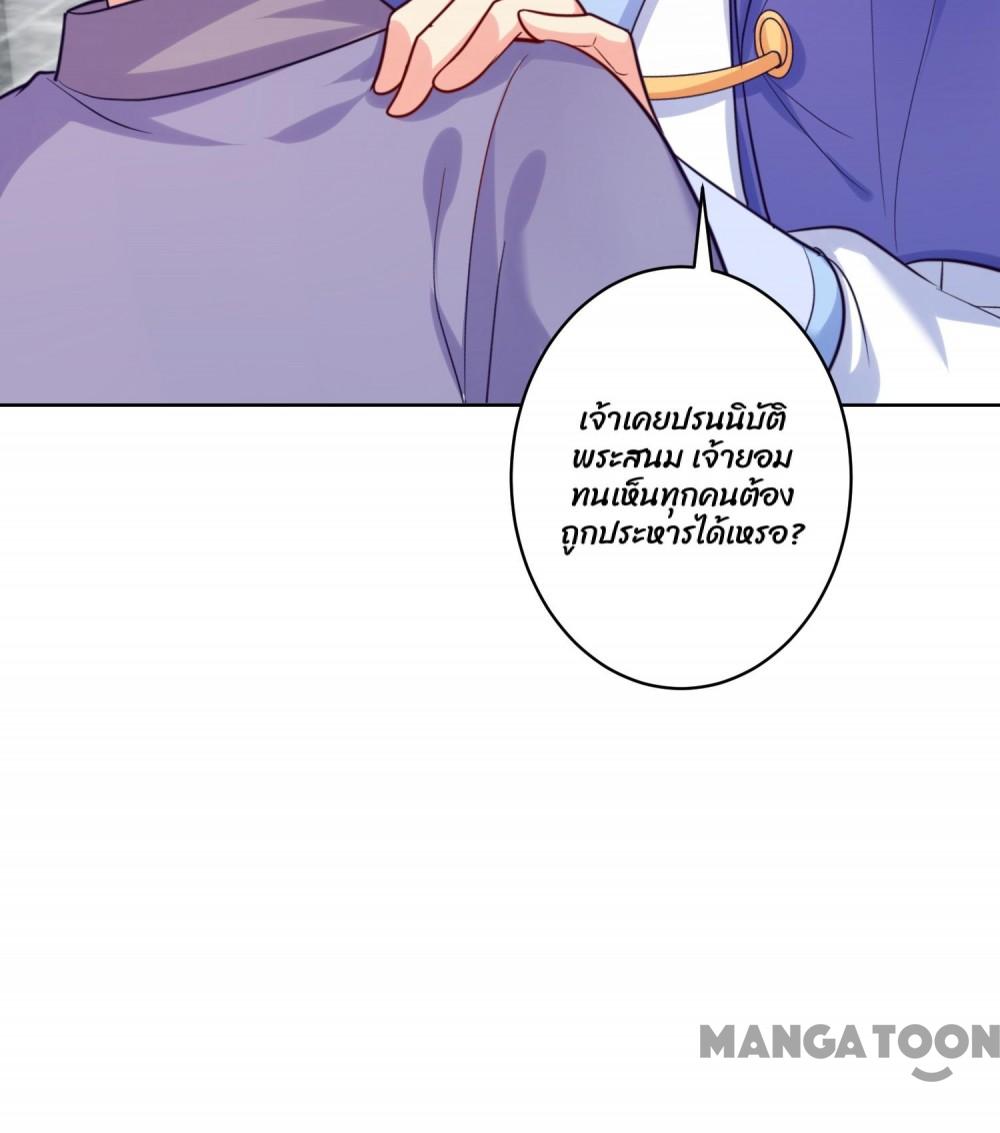 เจ้าเคยปรนนิบัติ
พระสนม เจ้ายอม
ทนเห็นทุกคนต้อง
ถูกประหารได้เหรอ?
MANGATOON